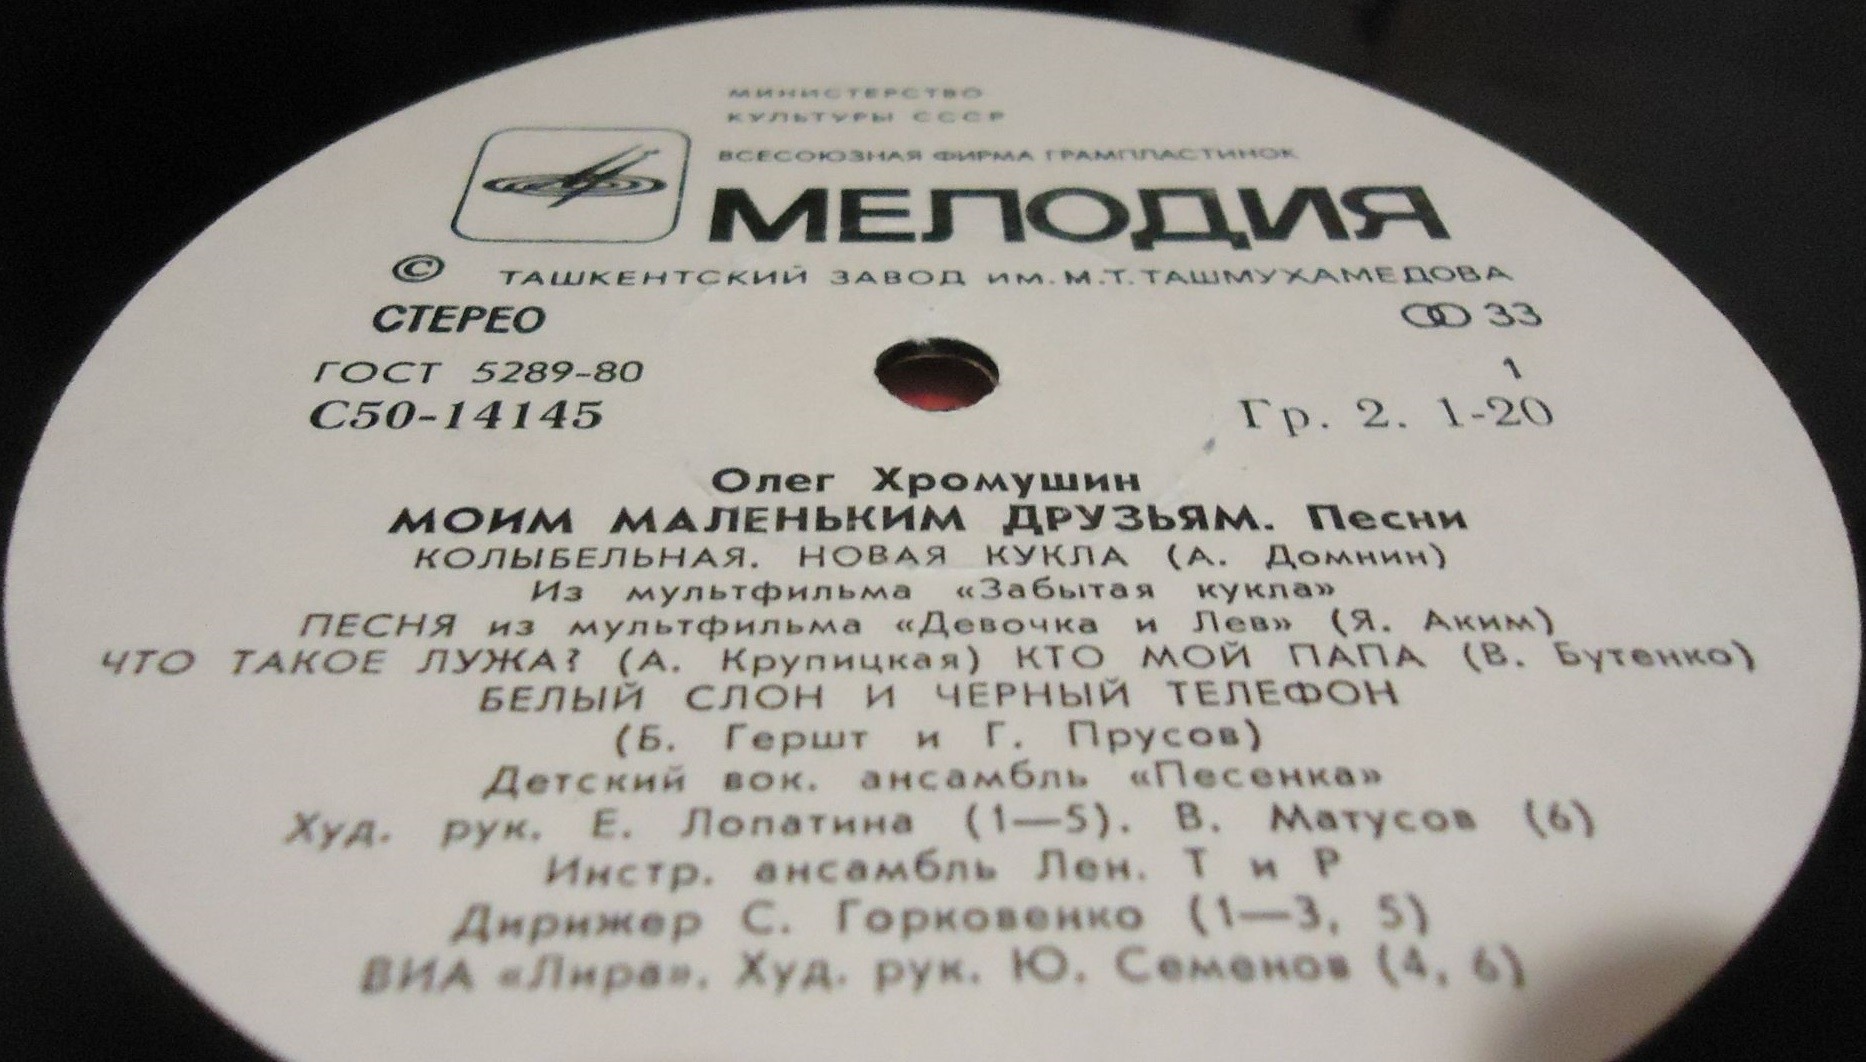 МИНИСТЕРСТВО
КУЛЬТУРЫ СССР
ВСЕСОЮЗНАЯ ФИРМА ГРАМПЛАСТИНОК
МЕЛОДИЯ
© ТАШКЕНТСКИЙ ЗАВОД ИМ. М.Т. ТАШМУХАМЕДОВА
СТЕРЕО
33
ГОСТ 5289-80
1
С50-14145
Гр. 2. 1-20
Олег Хромушин
МОИМ МАЛЕНЬКИМ ДРУЗЬЯМ. Песни
КОЛЫБЕЛЬНАЯ. НОВАЯ КУКЛА (А. Домнин)
Из мультфильма «Забытая кукла»
ПЕСНЯ из мультфильма «Девочка и Лев» (Я. Аким)
ЧТО ТАКОЕ ЛУЖА? (А. Крупицкая) КТО МОЙ ПАПА (В. Бутенко)
БЕЛЫЙ СЛОН И ЧЕРНЫЙ ТЕЛЕФОН
(Б. Гершт и Г. Прусов)
Детский вок. ансамбль «Песенка»
Худ. рук. Е. Лопатина (1—5). В. Матусов (6)
Инстр. ансамбль Лен. Т и Р
Дирижер С. Горковенко (1—3, 5)
ВИА «Лира». Худ. рук. Ю. Семенов (4, 6)